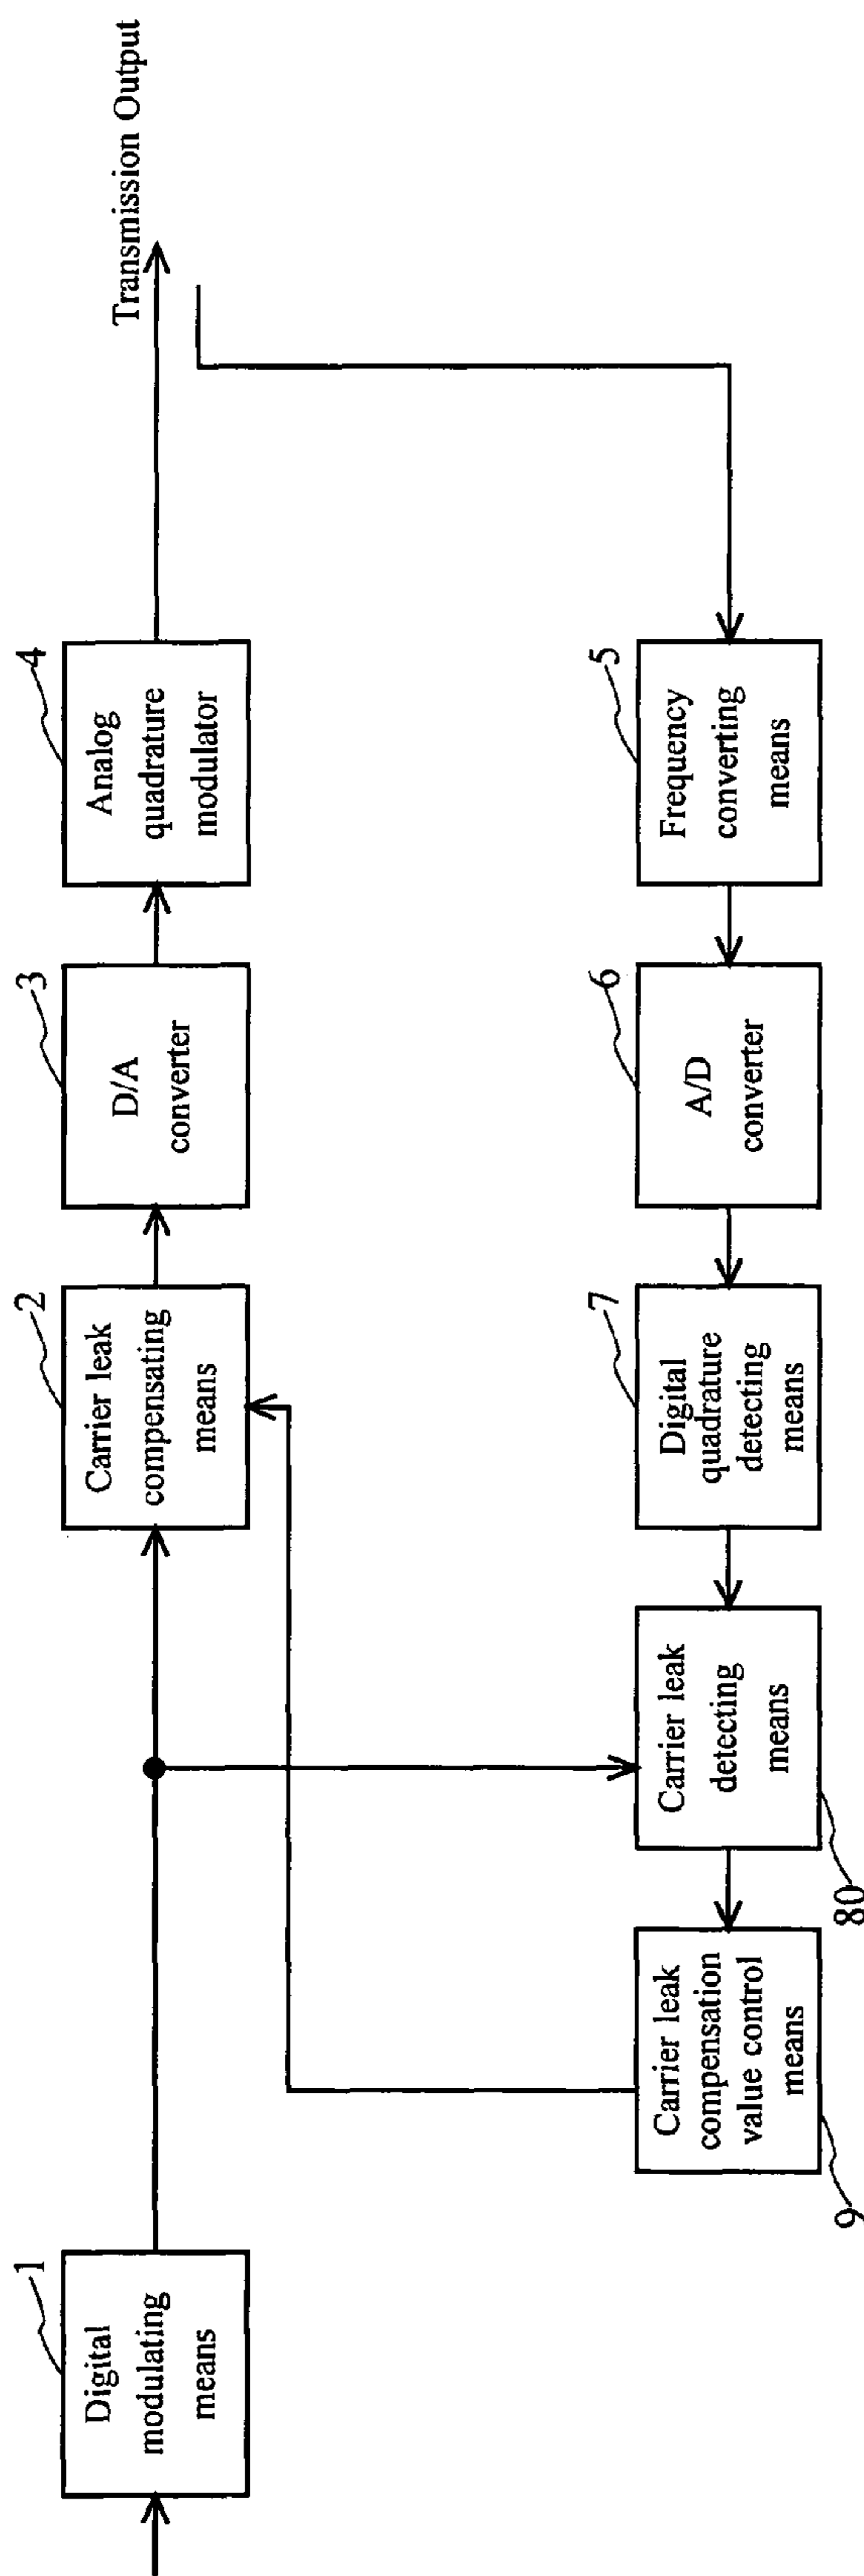 1
Digital
modulating
means
2
Carrier leak
compensating
means
3
D/A
converter
4
Analog
quadrature
modulator
Transmission Output
9
Carrier leak
compensation
value control
means
80
Carrier leak
detecting
means
7
Digital
quadrature
detecting
means
6
A/D
converter
5
Frequency
converting
means